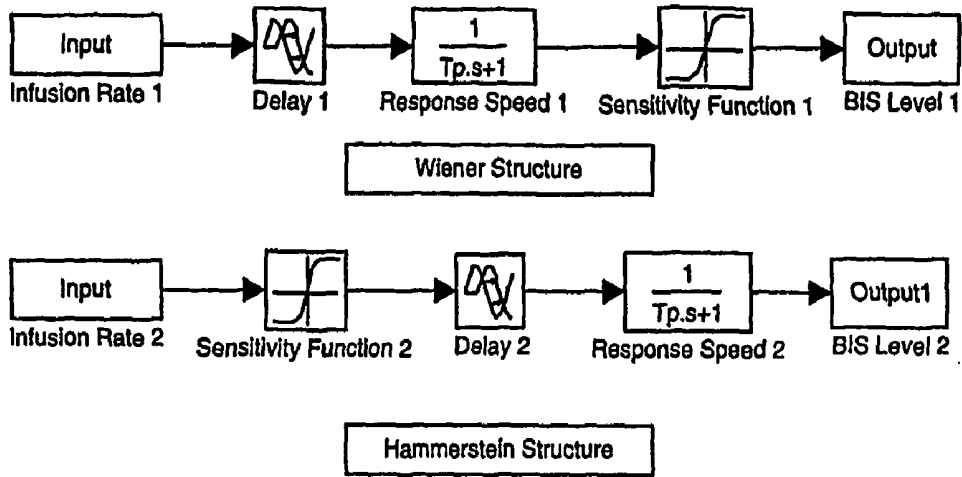 Input
1
Tp.s+1
Output
Infusion Rate 1
Delay 1
Response Speed 1
Sensitivity Function 1
BIS Level 1
Wiener Structure
Input
1
Tp.s+1
Output1
Infusion Rate 2
Sensitivity Function 2
Delay 2
Response Speed 2
BIS Level 2
Hammerstein Structure